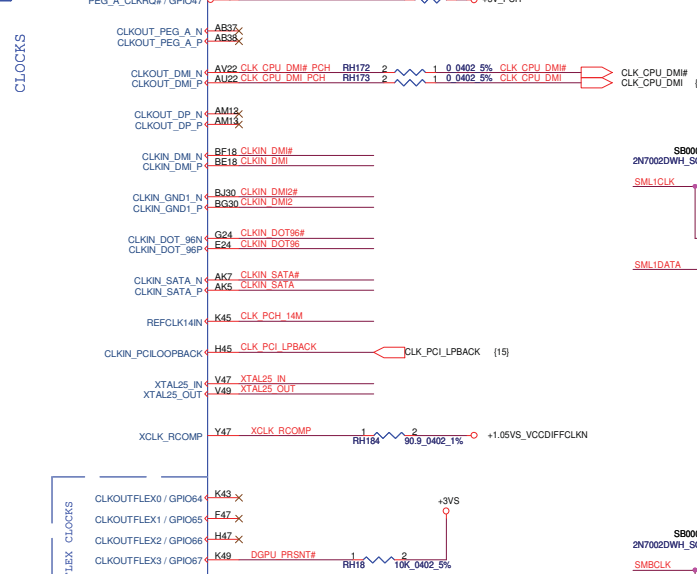 PEG_A_CLKRQ# / GPIO47
+3V_PCH
CLOCKS
CLKOUT_PEG_A_N AB37
CLKOUT_PEG_A_P AB38
CLKOUT_DMI_N AV22 CLK_CPU_DMI#_PCH RH172 2 1 0_0402_5% CLK_CPU_DMI# CLK_CPU_DMI#
CLKOUT_DMI_P AU22 CLK_CPU_DMI_PCH RH173 2 1 0_0402_5% CLK_CPU_DMI CLK_CPU_DMI {
CLKOUT_DP_N AM12
CLKOUT_DP_P AM13
CLKIN_DMI_N BF18 CLKIN_DMI#
CLKIN_DMI_P BE18 CLKIN_DMI
SB000
2N7002DWH_SO
SML1CLK
CLKIN_GND1_N BJ30 CLKIN_DMI2#
CLKIN_GND1_P BG30 CLKIN_DMI2
CLKIN_DOT_96N G24 CLKIN_DOT96#
CLKIN_DOT_96P E24 CLKIN_DOT96
SML1DATA
CLKIN_SATA_N AK7 CLKIN_SATA#
CLKIN_SATA_P AK5 CLKIN_SATA
REFCLK14IN K45 CLK_PCH_14M
CLKIN_PCILOOPBACK H45 CLK_PCI_LPBACK CLK_PCI_LPBACK {15}
XTAL25_IN V47 XTAL25_IN
XTAL25_OUT V49 XTAL25_OUT
XCLK_RCOMP Y47 XCLK_RCOMP 1 2 +1.05VS_VCCDIFFCLKN
RH184 90.9_0402_1%
FLEX CLOCKS
CLKOUTFLEX0 / GPIO64 K43
+3VS
CLKOUTFLEX1 / GPIO65 F47
CLKOUTFLEX2 / GPIO66 H47
SB000
2N7002DWH_SO
CLKOUTFLEX3 / GPIO67 K49 DGPU_PRSNT# 1 2
RH18 10K_0402_5%
SMBCLK